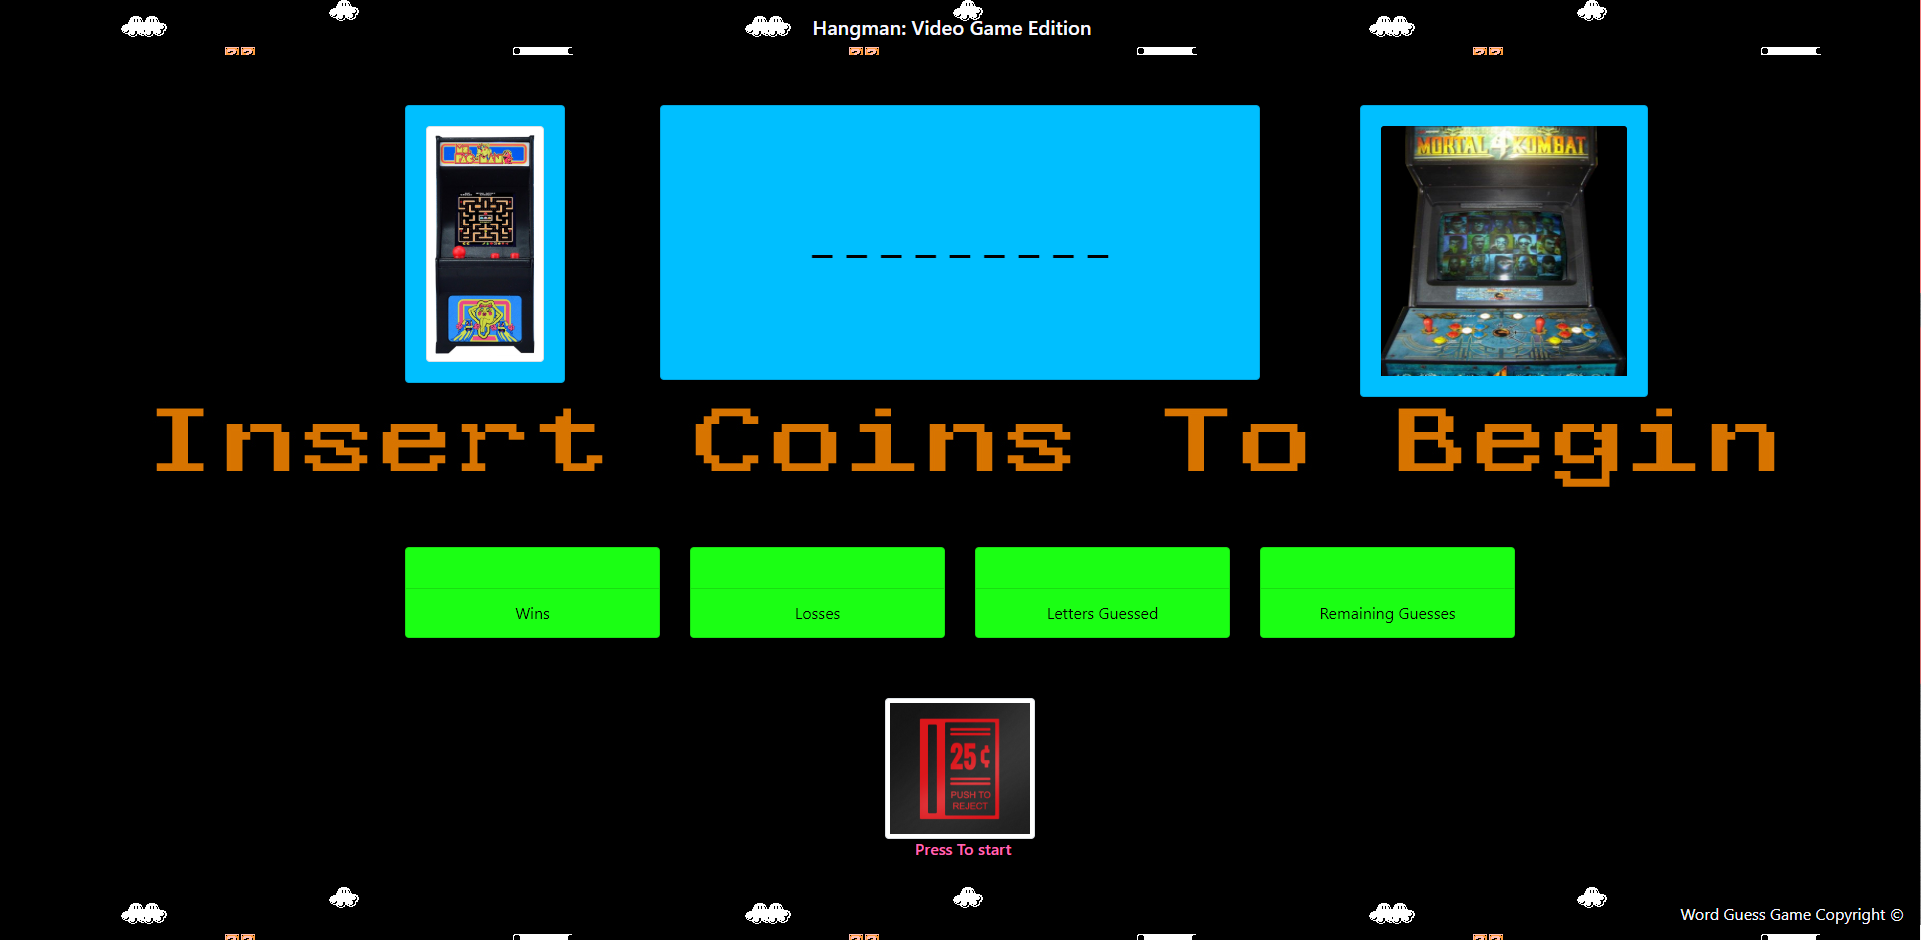 Hangman: Video Game Edition
MS. PAC-MAN
_ _ _ _ _ _ _ _ _
MORTAL 4 KOMBAT
Insert Coins To Begin
Wins
Losses
Letters Guessed
Remaining Guesses
25¢
PUSH TO
REJECT
Press To start
Word Guess Game Copyright ©